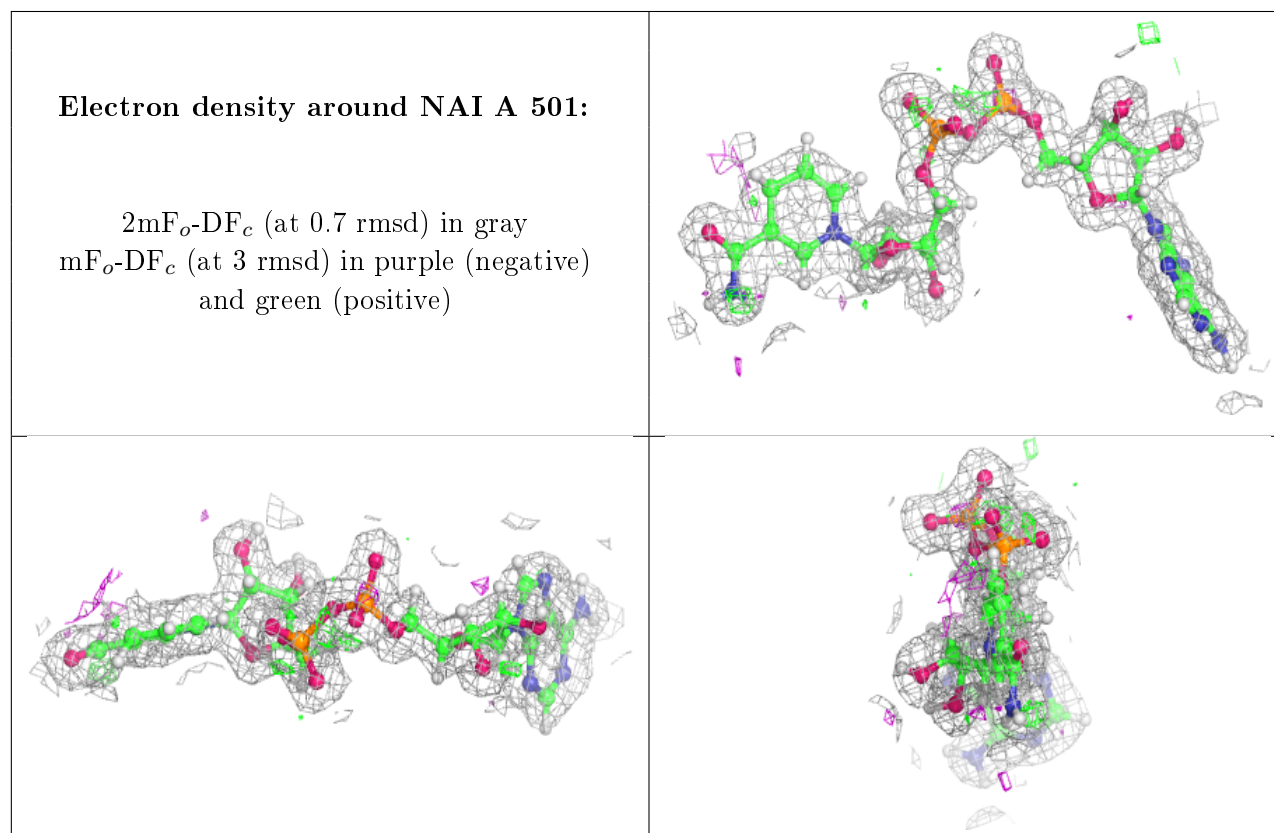 Electron density around NAI A 501:
2mFo-DFc (at 0.7 rmsd) in gray
mFo-DFc (at 3 rmsd) in purple (negative)
and green (positive)